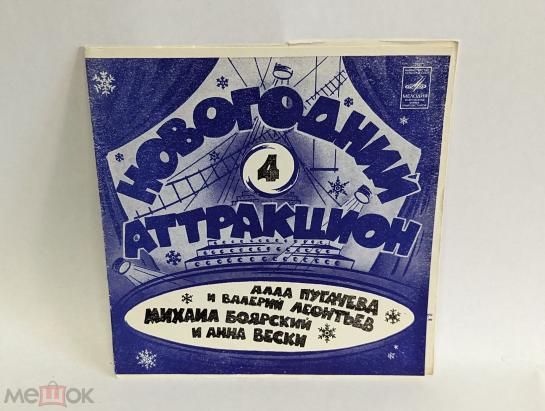 НОВОГОДНИЙ
4
АТТРАКЦИОН
МЕЛОДИЯ
АЛЛА ПУГАЧЕВА
И ВАЛЕРИЙ ЛЕОНТЬЕВ
МИХАИЛ БОЯРСКИЙ
И АННА ВЕСКИ
МЕШОК